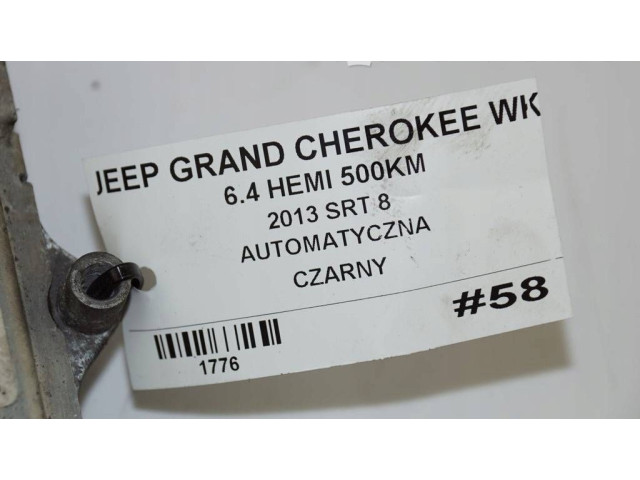 JEEP GRAND CHEROKEE WK
6.4 HEMI 500KM
2013 SRT 8
AUTOMATYCZNA
CZARNY
#58
1776